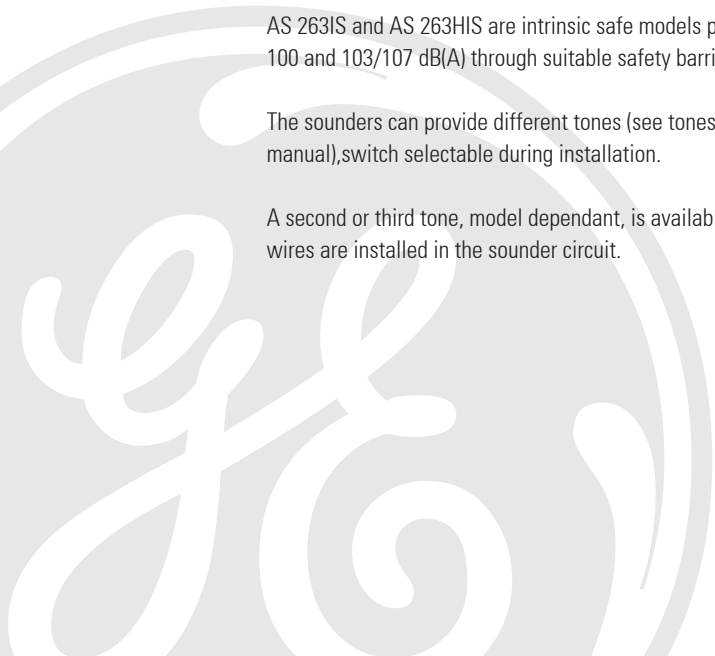 AS 263IS and AS 263HIS are intrinsic safe models p
100 and 103/107 dB(A) through suitable safety barri
The sounders can provide different tones (see tones
manual),switch selectable during installation.
A second or third tone, model dependant, is availab
wires are installed in the sounder circuit.